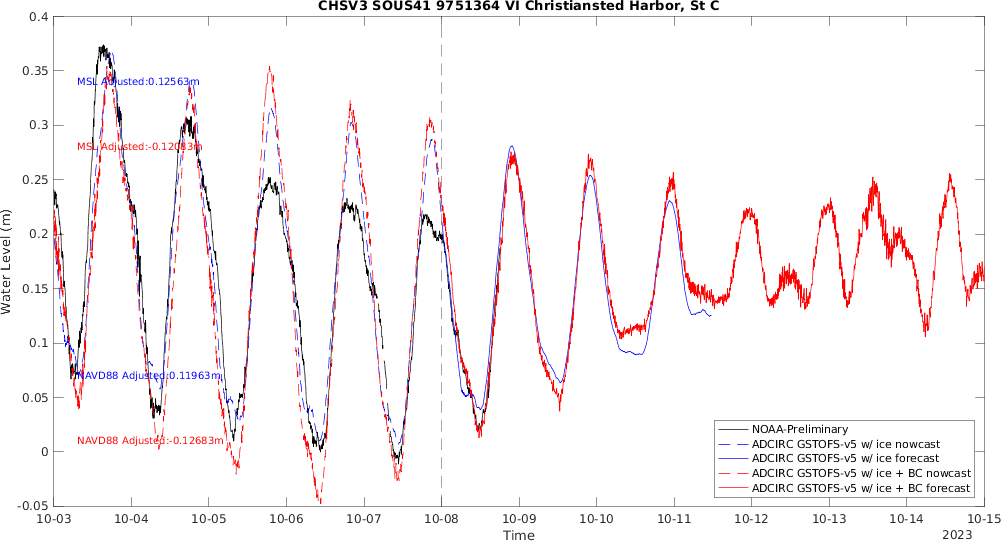 CHSV3 SOUS41 9751364 VI Christiansted Harbor, St C
0.4
0.35
0.3
0.25
0.2
0.15
0.1
0.05
0
-0.05
Water Level (m)
MSL Adjusted:0.12563m
MSL Adjusted:-0.12083m
NAVD88 Adjusted:0.11963m
NAVD88 Adjusted:-0.12683m
NOAA-Preliminary
ADCIRC GSTOFS-v5 w/ ice nowcast
ADCIRC GSTOFS-v5 w/ ice forecast
ADCIRC GSTOFS-v5 w/ ice + BC nowcast
ADCIRC GSTOFS-v5 w/ ice + BC forecast
10-03 10-04 10-05 10-06 10-07 10-08 10-09 10-10 10-11 10-12 10-13 10-14 10-15
Time
2023